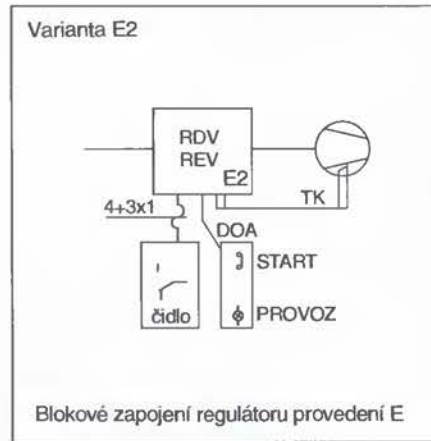 Varianta E2
RDV
REV
E2
4+3x1
TK
DOA
START
čidlo
PROVOZ
Blokové zapojení regulátoru provedení E